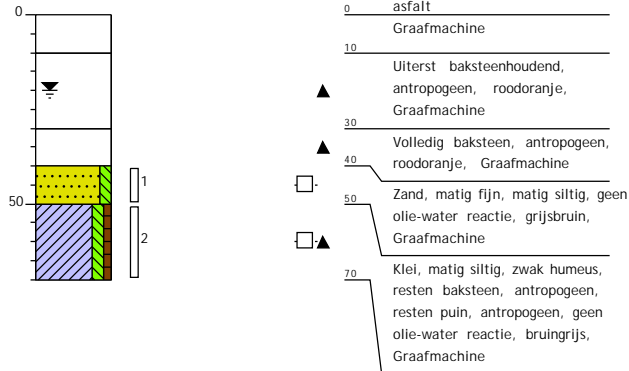 0
50
1
2
0
asfalt
Graafmachine
10
Uiterst baksteenhoudend,
antropogeen, roodoranje,
Graafmachine
30
Volledig baksteen, antropogeen,
roodoranje, Graafmachine
40
Zand, matig fijn, matig siltig, geen
olie-water reactie, grijsbruin,
Graafmachine
50
Klei, matig siltig, zwak humeus,
resten baksteen, antropogeen,
resten puin, antropogeen, geen
olie-water reactie, bruingrijs,
Graafmachine
70